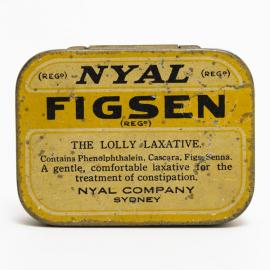 (REGD) NYAL (REGD)
FIGSEN
(REGD)
THE LOLLY LAXATIVE.
Contains Phenolphthalein, Cascara, Figs, Senna.
A gentle, comfortable laxative for the
treatment of constipation.
NYAL COMPANY
SYDNEY